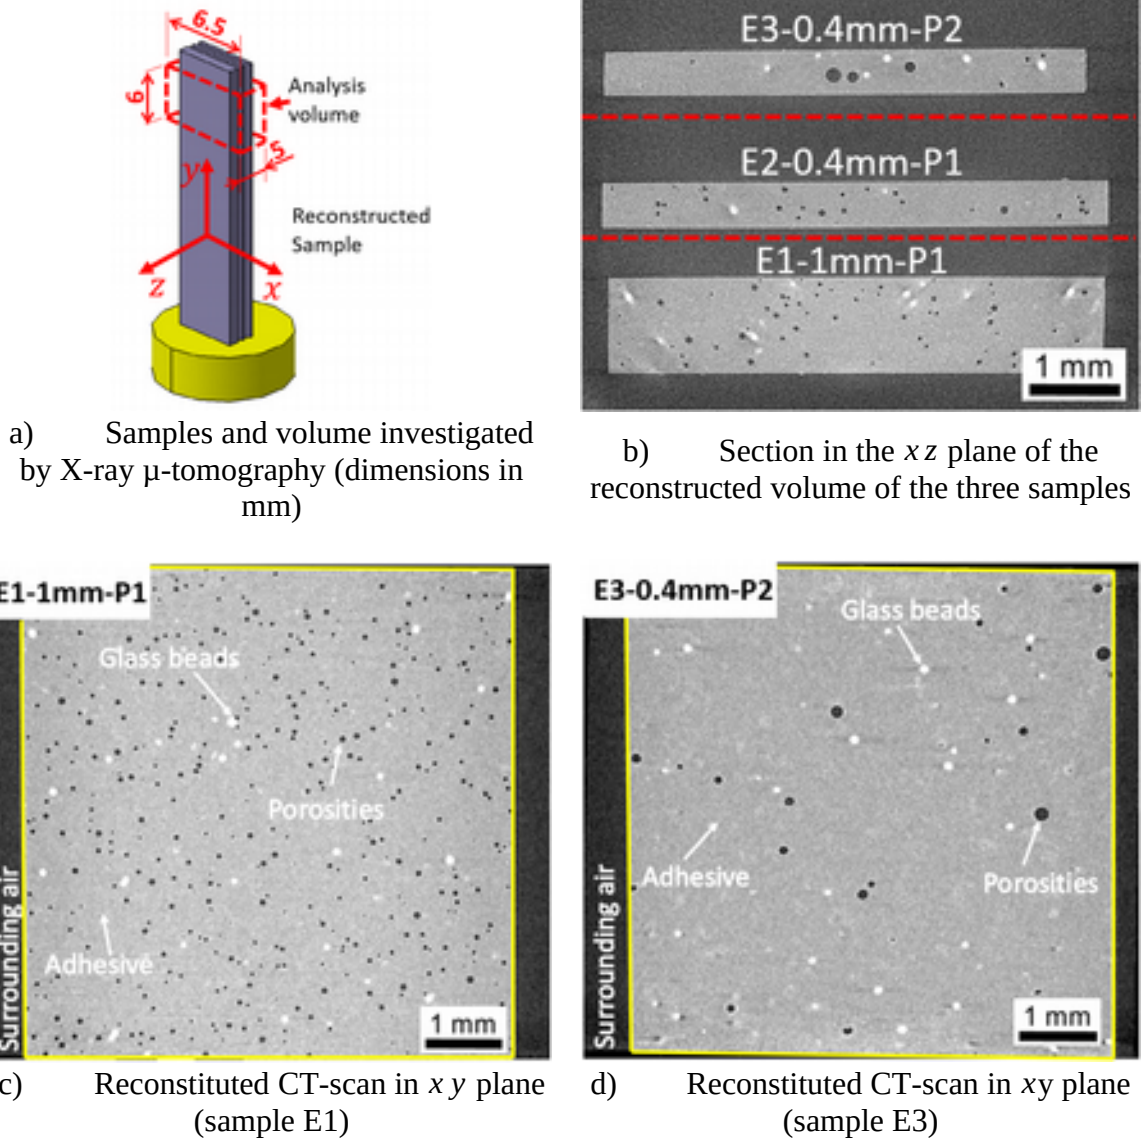 6.5
6
5
Analysis
volume
y
Reconstructed
Sample
z
x
a) Samples and volume investigated
by X-ray µ-tomography (dimensions in
mm)
E3-0.4mm-P2
E2-0.4mm-P1
E1-1mm-P1
1 mm
b) Section in the x z plane of the
reconstructed volume of the three samples
E1-1mm-P1
Glass beads
Porosities
Adhesive
Surrounding air
1 mm
c) Reconstituted CT-scan in x y plane
(sample E1)
E3-0.4mm-P2
Glass beads
Adhesive
Porosities
Surrounding air
1 mm
d) Reconstituted CT-scan in xy plane
(sample E3)